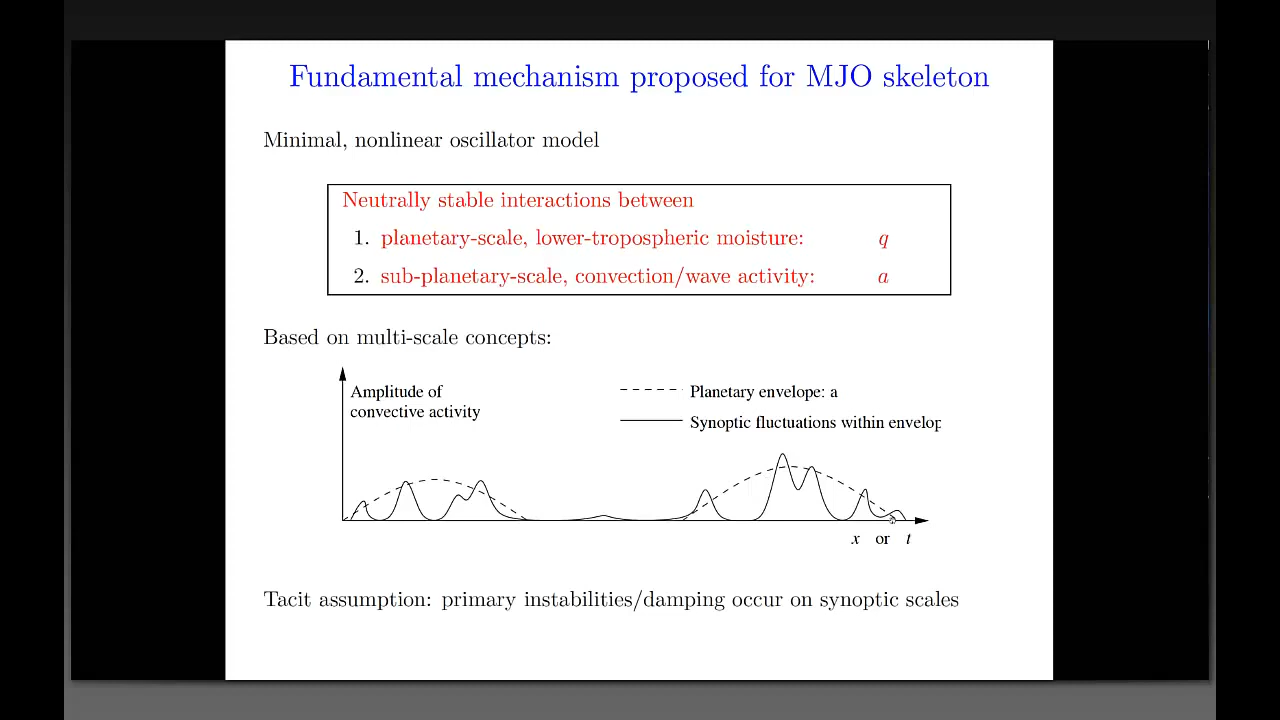 Fundamental mechanism proposed for MJO skeleton
Minimal, nonlinear oscillator model
Neutrally stable interactions between
1. planetary-scale, lower-tropospheric moisture: q
2. sub-planetary-scale, convection/wave activity: a
Based on multi-scale concepts:
Amplitude of
convective activity
Planetary envelope: a
Synoptic fluctuations within envelop
x or t
Tacit assumption: primary instabilities/damping occur on synoptic scales